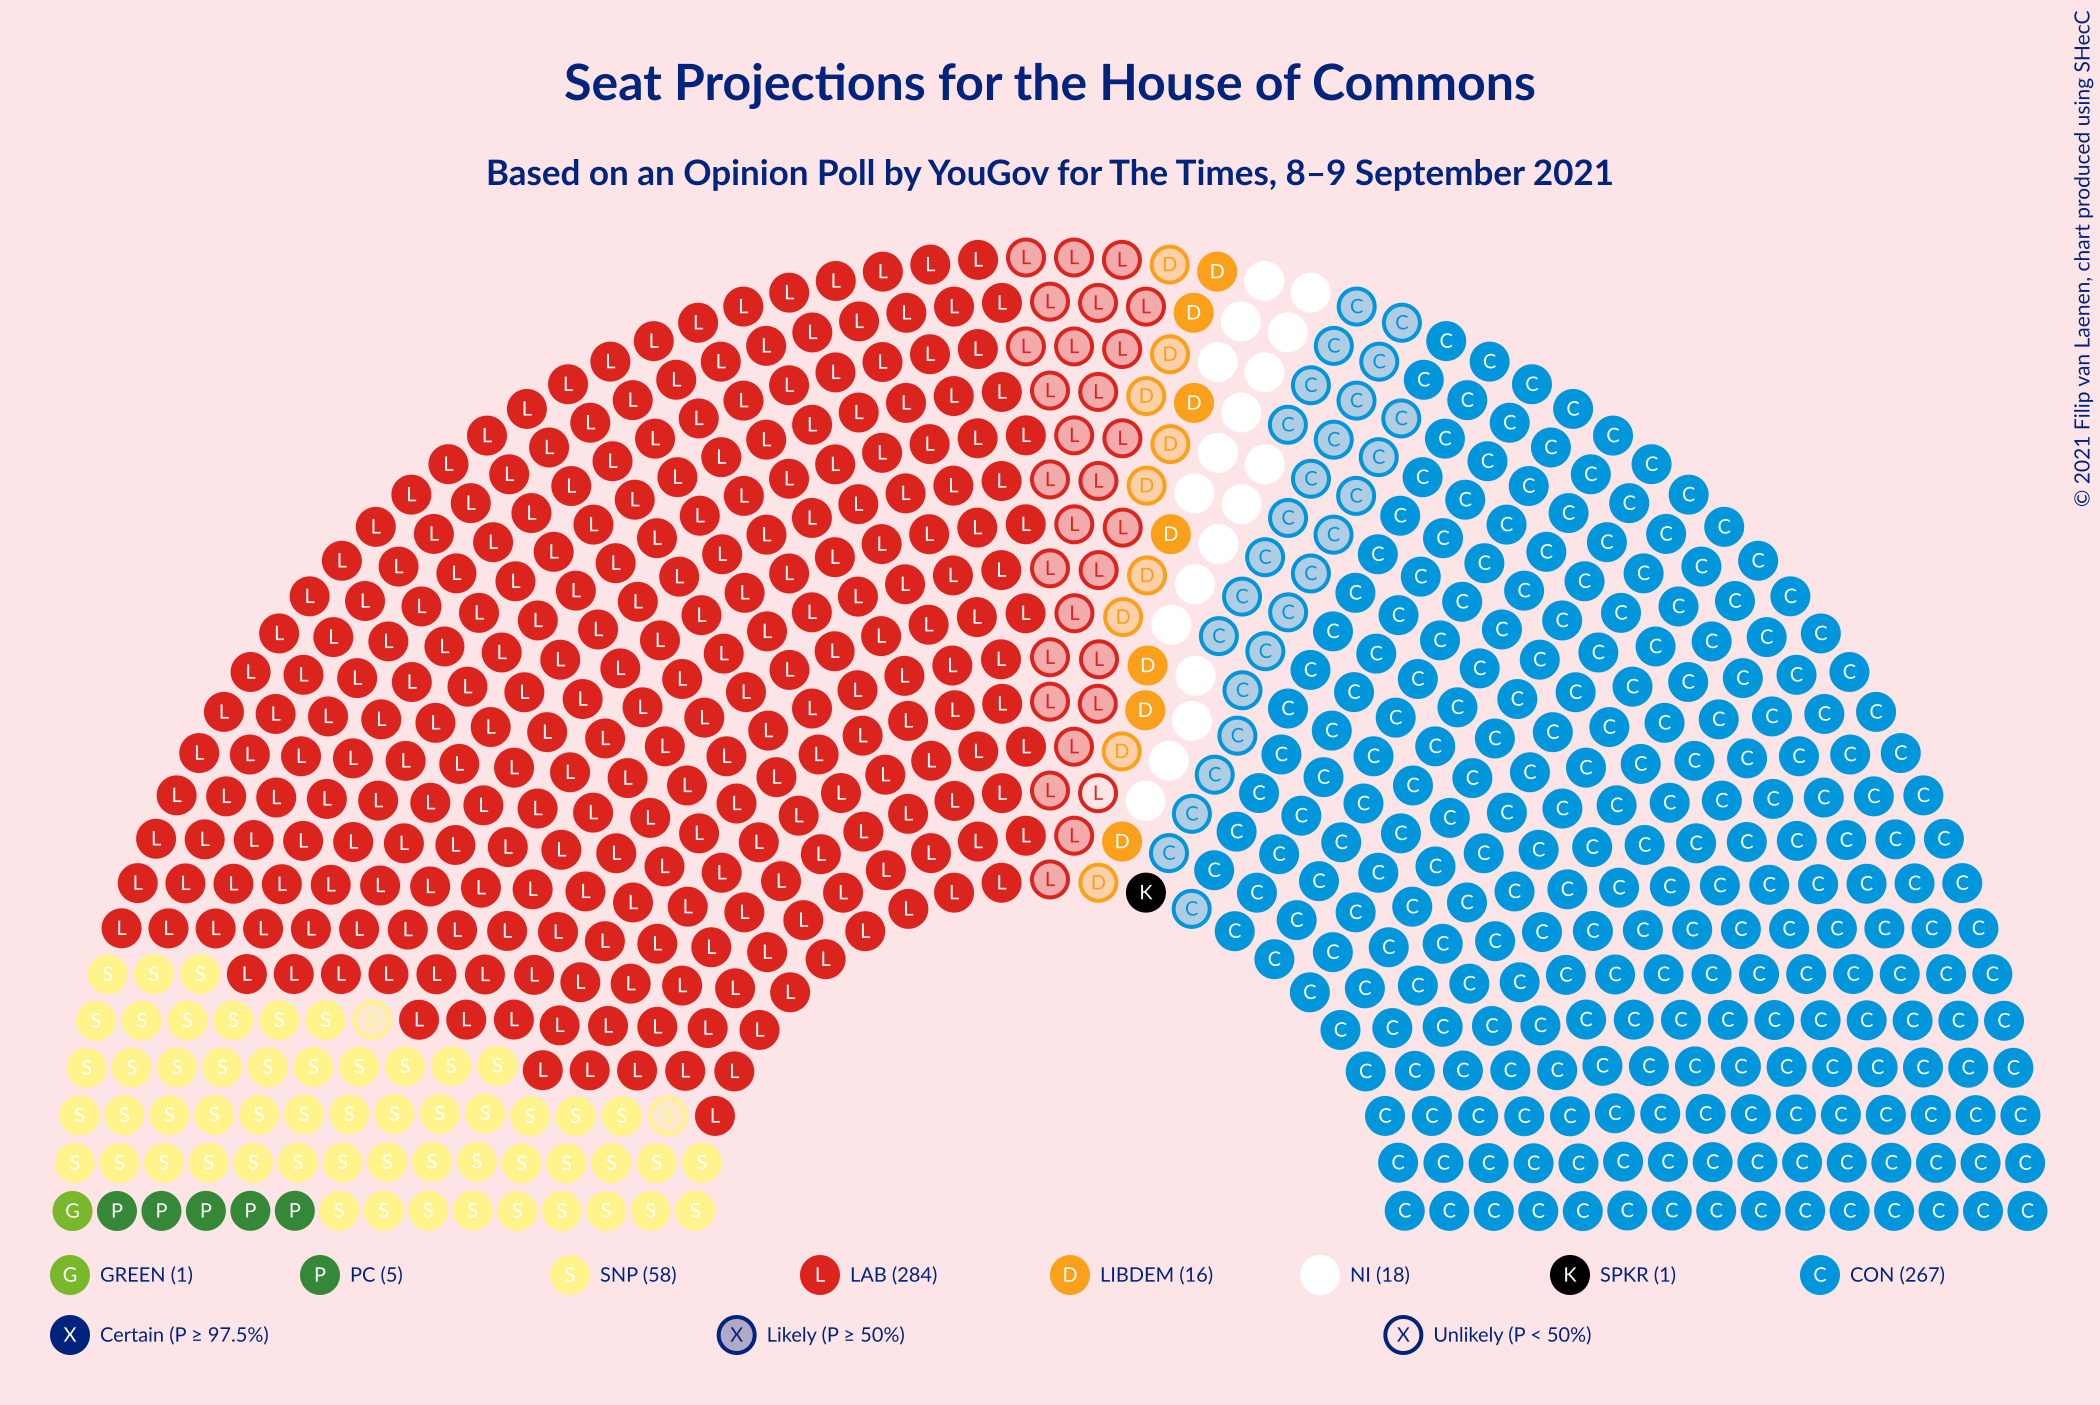 Seat Projections for the House of Commons
Based on an Opinion Poll by YouGov for The Times, 8–9 September 2021
© 2021 Filip van Laenen, chart produced using SHecC
G GREEN (1)
P PC (5)
S SNP (58)
L LAB (284)
D LIBDEM (16)
NI (18)
K SPKR (1)
C CON (267)
X Certain (P ≥ 97.5%)
X Likely (P ≥ 50%)
X Unlikely (P < 50%)